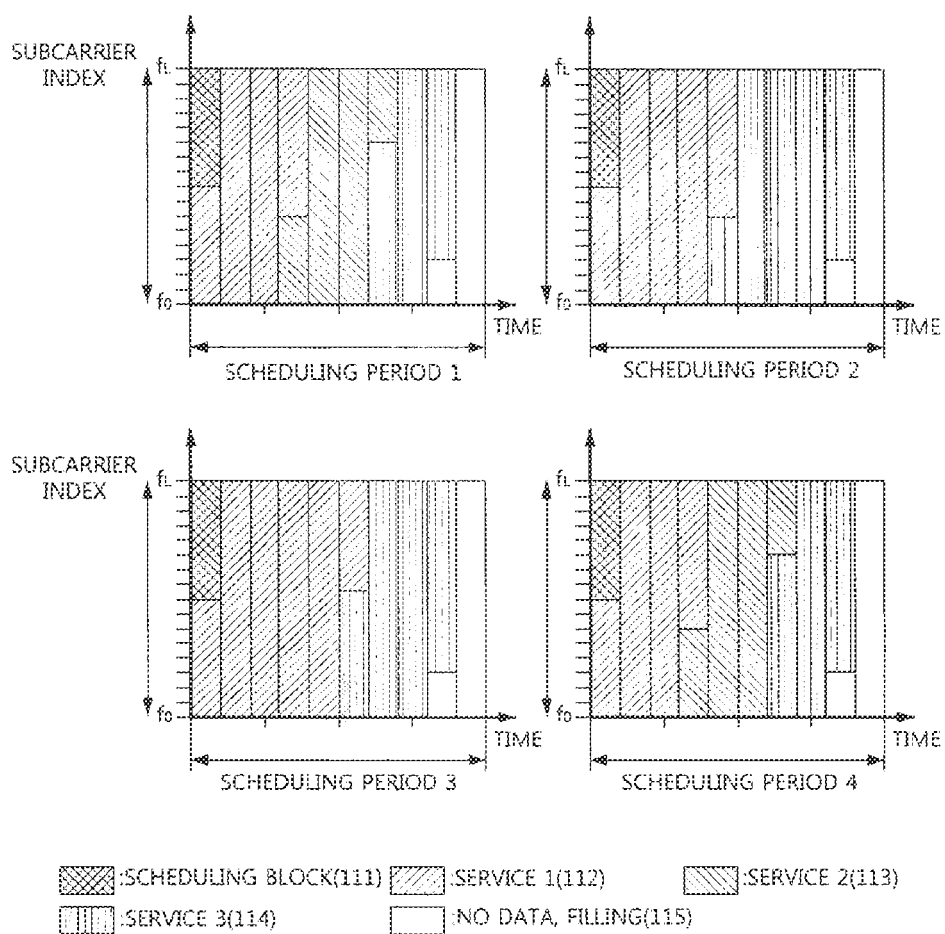 SUBCARRIER
INDEX
fL
f0
TIME
SCHEDULING PERIOD 1
fL
f0
TIME
SCHEDULING PERIOD 2
SUBCARRIER
INDEX
fL
f0
TIME
SCHEDULING PERIOD 3
fL
f0
TIME
SCHEDULING PERIOD 4
:SCHEDULING BLOCK(111) :SERVICE 1(112) :SERVICE 2(113)
:SERVICE 3(114) :NO DATA, FILLING(115)